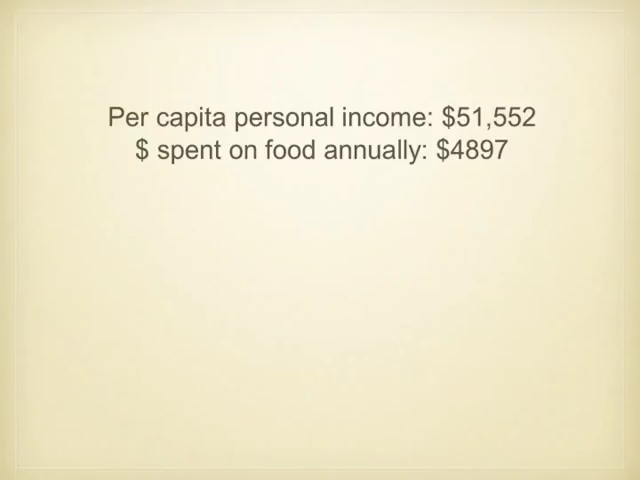 Per capita personal income: $51,552
$ spent on food annually: $4897